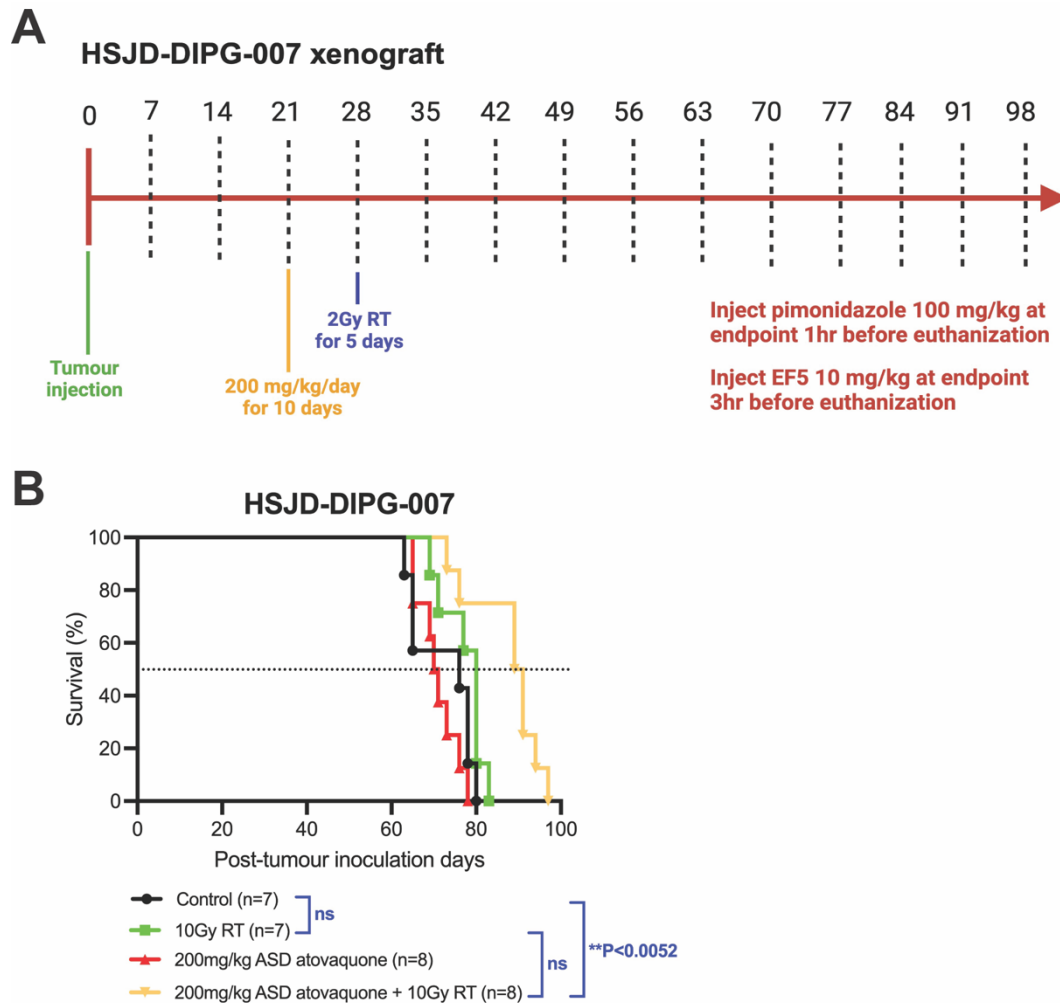 A
HSJD-DIPG-007 xenograft
0 7 14 21 28 35 42 49 56 63 70 77 84 91 98
Tumour
injection
200 mg/kg/day
for 10 days
2Gy RT
for 5 days
Inject pimonidazole 100 mg/kg at
endpoint 1hr before euthanization
Inject EF5 10 mg/kg at endpoint
3hr before euthanization
B
HSJD-DIPG-007
Survival (%)
100
80
60
40
20
0
0 20 40 60 80 100
Post-tumour inoculation days
Control (n=7)
10Gy RT (n=7)
200mg/kg ASD atovaquone (n=8)
200mg/kg ASD atovaquone + 10Gy RT (n=8)
ns
ns
**P<0.0052